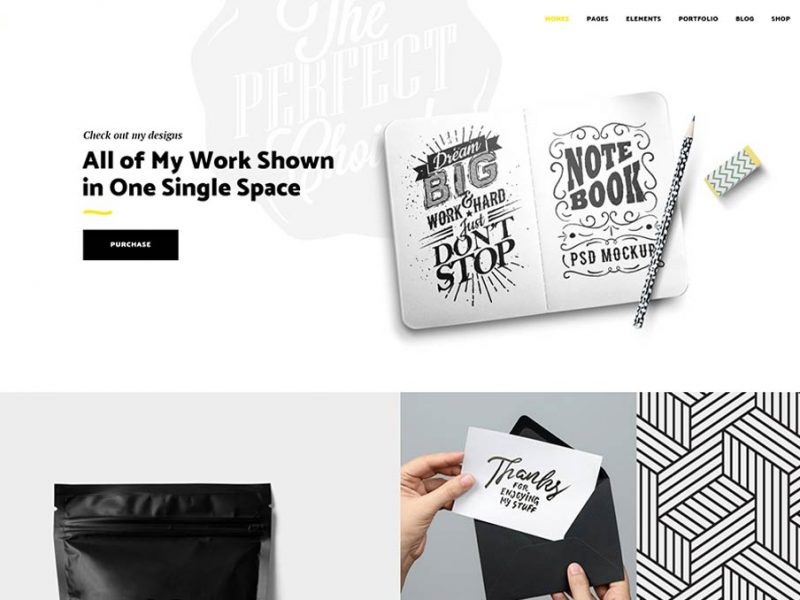 HOMES PAGES ELEMENTS PORTFOLIO BLOG SHOP
The
PERFECT
Choice
Check out my designs
All of My Work Shown
in One Single Space
PURCHASE
Dream
BIG
&
WORK HARD
Just
DON'T
STOP
NOTE
BOOK
PSD MOCKUP
Thanks
FOR
ENJOYING
MY STUFF